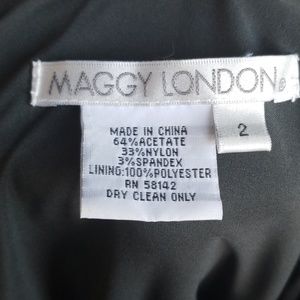 MAGGY LONDON®
MADE IN CHINA
64%ACETATE
33%NYLON
3%SPANDEX
LINING:100%POLYESTER
RN 58142
DRY CLEAN ONLY
2